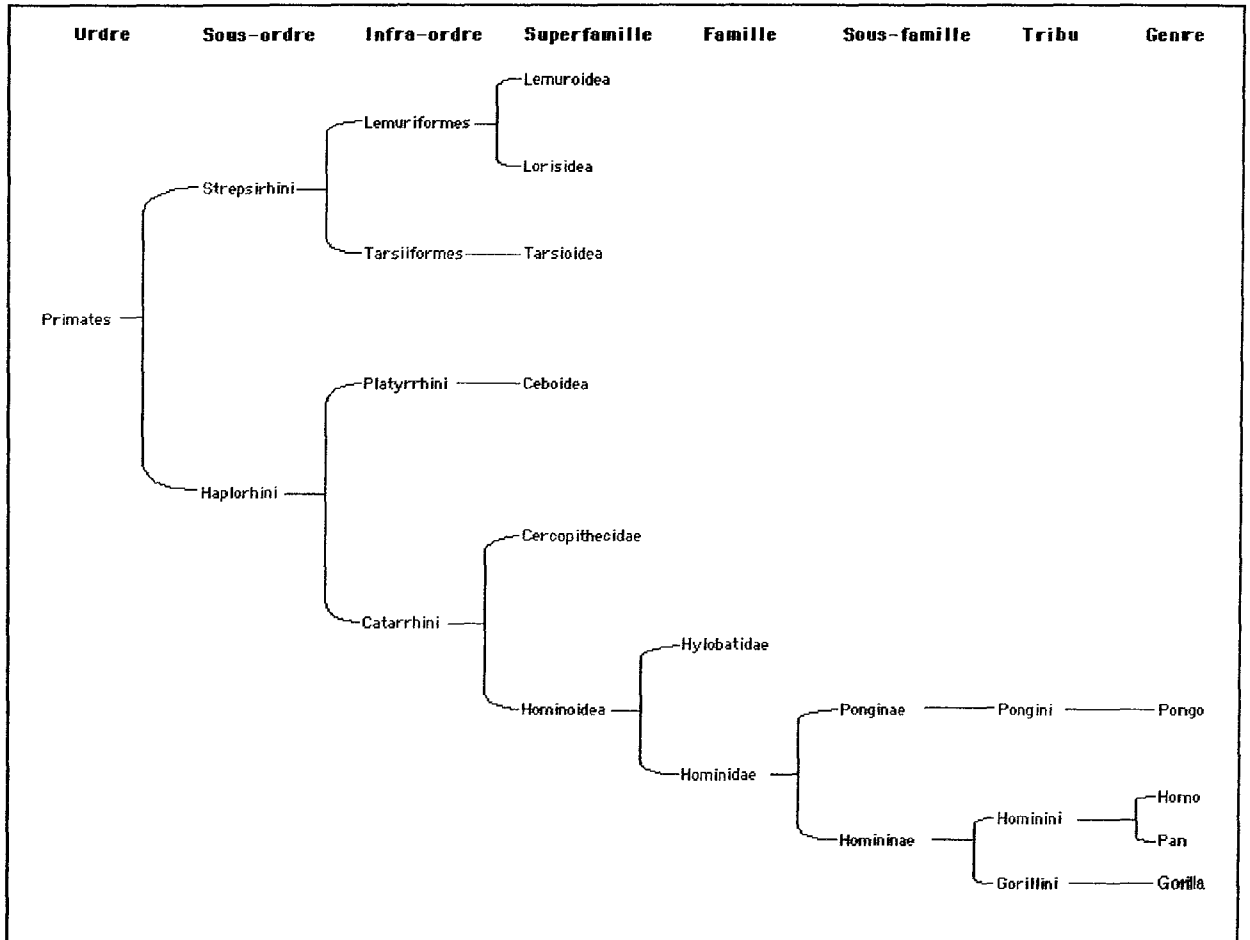 Urdre Sous-ordre Infra-ordre Superfamille Famille Sous-famille Tribu Genre
Lemuroidea
Lemuriformes
Lorisidea
Strepsirhini
Tarsiiformes Tarsioidea
Primates
Platyrrhini Ceboidea
Haplorhini
Cercopithecidae
Catarrhini
Hylobatidae
Hominoidea Ponginae Pongini Pongo
Hominidae
Homo
Hominini
Homininae Pan
Gorillini Gorilla